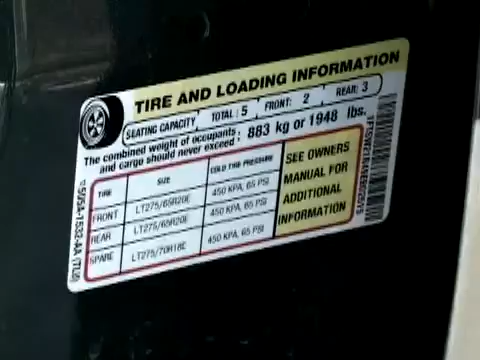 TIRE AND LOADING INFORMATION
SEATING CAPACITY TOTAL: 5 FRONT: 2 REAR: 3
The combined weight of occupants
and cargo should never exceed: 883 kg or 1948 lbs.
TIRE SIZE COLD TIRE PRESSURE
FRONT LT275/65R20E 450 KPA, 65 PSI
REAR LT275/65R20E 450 KPA, 65 PSI
SPARE LT275/70R18E 450 KPA, 65 PSI
SEE OWNERS
MANUAL FOR
ADDITIONAL
INFORMATION